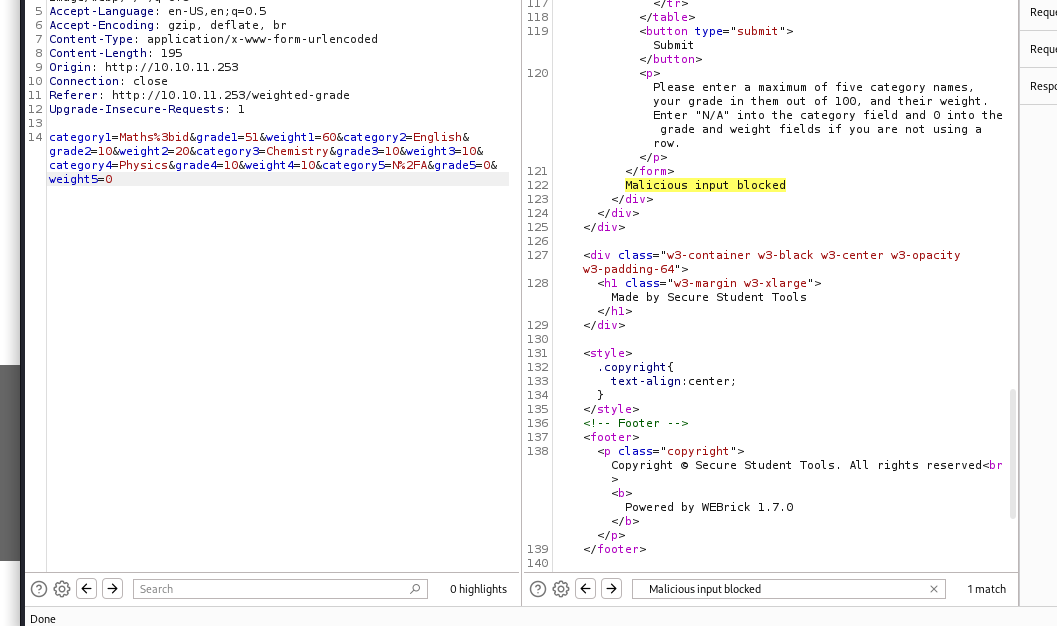 5 Accept-Language: en-US,en;q=0.5
6 Accept-Encoding: gzip, deflate, br
7 Content-Type: application/x-www-form-urlencoded
8 Content-Length: 195
9 Origin: http://10.10.11.253
10 Connection: close
11 Referer: http://10.10.11.253/weighted-grade
12 Upgrade-Insecure-Requests: 1
13
14 category1=Maths%3bid&grade1=51&weight1=60&category2=English&
grade2=10&weight2=20&category3=Chemistry&grade3=10&weight3=10&
category4=Physics&grade4=10&weight4=10&category5=N%2FA&grade5=0&
weight5=0
Search
0 highlights
Done
117 </tr>
118 </table>
119 <button type="submit">
Submit
</button>
120 <p>
Please enter a maximum of five category names,
your grade in them out of 100, and their weight.
Enter "N/A" into the category field and 0 into the
grade and weight fields if you are not using a
row.
</p>
121 </form>
122 Malicious input blocked
123 </div>
124 </div>
125 </div>
126
127 <div class="w3-container w3-black w3-center w3-opacity
w3-padding-64">
128 <h1 class="w3-margin w3-xlarge">
Made by Secure Student Tools
</h1>
129 </div>
130
131 <style>
132 .copyright{
133 text-align:center;
134 }
135 </style>
136 <!-- Footer -->
137 <footer>
138 <p class="copyright">
Copyright © Secure Student Tools. All rights reserved<br
>
<b>
Powered by WEBrick 1.7.0
</b>
</p>
139 </footer>
140
Malicious input blocked
1 match
Reque
Reque
Respo